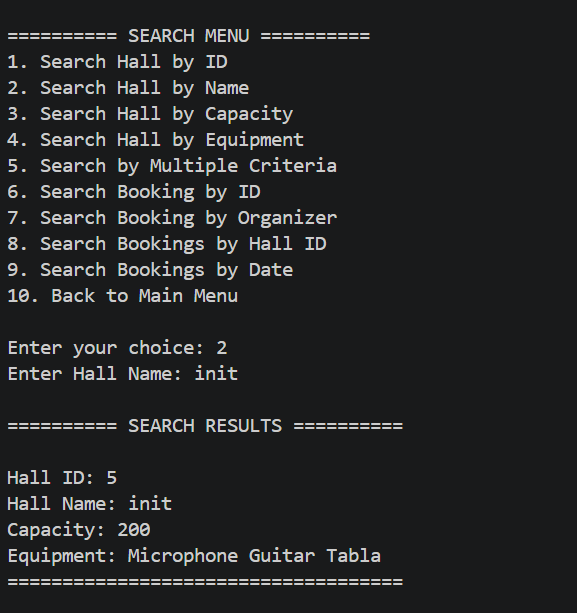 ========== SEARCH MENU ==========
1. Search Hall by ID
2. Search Hall by Name
3. Search Hall by Capacity
4. Search Hall by Equipment
5. Search by Multiple Criteria
6. Search Booking by ID
7. Search Booking by Organizer
8. Search Bookings by Hall ID
9. Search Bookings by Date
10. Back to Main Menu
Enter your choice: 2
Enter Hall Name: init
========== SEARCH RESULTS ==========
Hall ID: 5
Hall Name: init
Capacity: 200
Equipment: Microphone Guitar Tabla
====================================